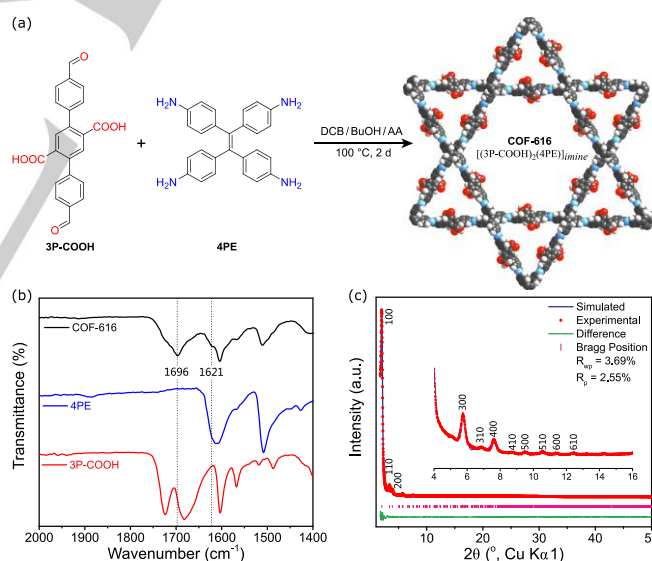 (a)
O
COOH
HOOC
O
3P-COOH
+
H₂N
NH₂
H₂N
NH₂
4PE
DCB / BuOH / AA
100 °C, 2 d
COF-616
[(3P-COOH)₂(4PE)]imine
(b)
COF-616
1696 1621
4PE
3P-COOH
Transmittance (%)
2000 1900 1800 1700 1600 1500 1400
Wavenumber (cm⁻¹)
(c)
Simulated
Experimental
Difference
Bragg Position
Rwp = 3.69%
Rp = 2.55%
100
110
200
300
310
400
410
500
510
600
610
4 6 8 10 12 14 16
Intensity (a.u.)
10 20 30 40 50
2θ (°, Cu Kα1)